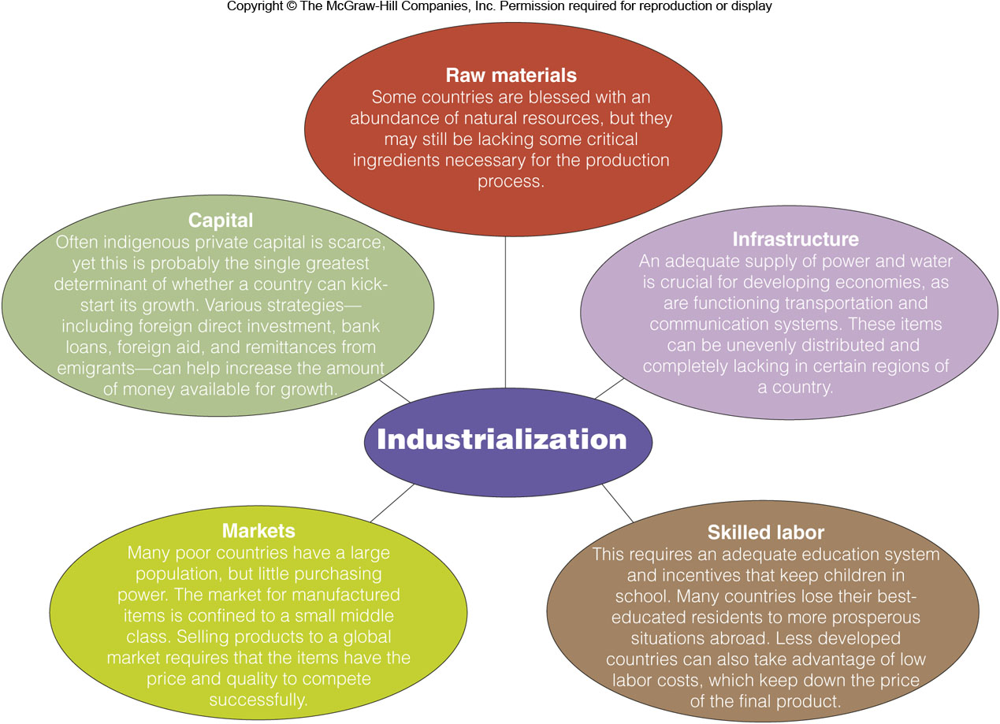 Copyright © The McGraw-Hill Companies, Inc. Permission required for reproduction or display
Raw materials
Some countries are blessed with an
abundance of natural resources, but they
may still be lacking some critical
ingredients necessary for the production
process.
Capital
Often indigenous private capital is scarce,
yet this is probably the single greatest
determinant of whether a country can kick-
start its growth. Various strategies—
including foreign direct investment, bank
loans, foreign aid, and remittances from
emigrants—can help increase the amount
of money available for growth.
Infrastructure
An adequate supply of power and water
is crucial for developing economies, as
are functioning transportation and
communication systems. These items
can be unevenly distributed and
completely lacking in certain regions of
a country.
Industrialization
Markets
Many poor countries have a large
population, but little purchasing
power. The market for manufactured
items is confined to a small middle
class. Selling products to a global
market requires that the items have the
price and quality to compete
successfully.
Skilled labor
This requires an adequate education system
and incentives that keep children in
school. Many countries lose their best-
educated residents to more prosperous
situations abroad. Less developed
countries can also take advantage of low
labor costs, which keep down the price
of the final product.